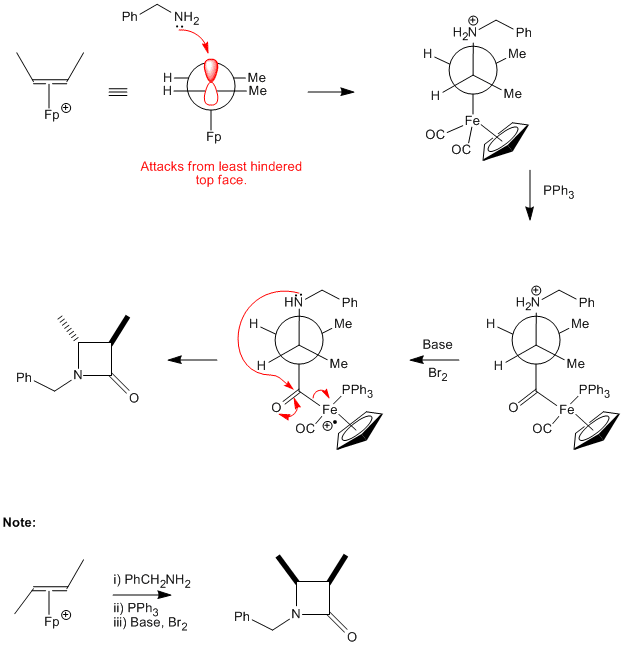 Ph NH2
H Me
H Me
Fp⊕ ≡ Fp
Attacks from least hindered
top face.
⊕
H2N Ph
H Me
H Me
Fe
OC
OC
PPh3
HN Ph
H Me
H Me
O PPh3
Fe
OC ⊕•
Base
Br2
⊕
H2N Ph
H Me
H Me
O PPh3
Fe
OC
Ph N O
Note:
Fp⊕
i) PhCH2NH2
ii) PPh3
iii) Base, Br2
Ph N O